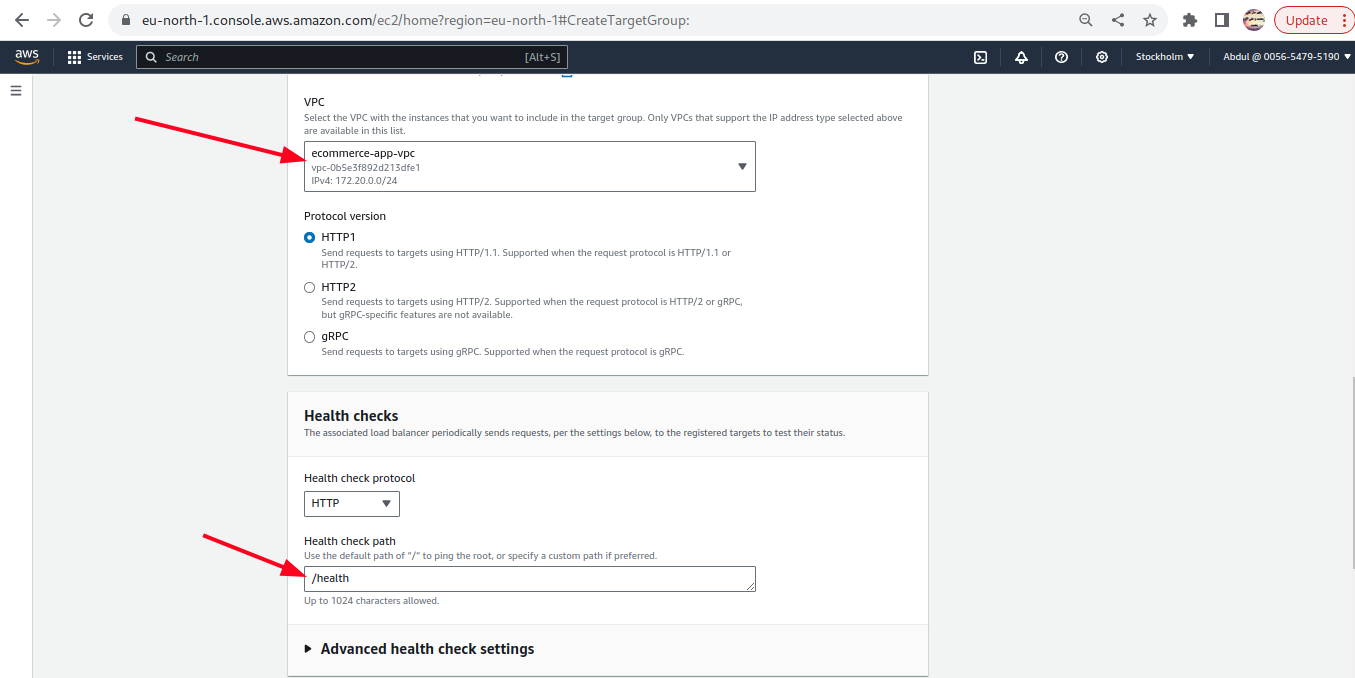 eu-north-1.console.aws.amazon.com/ec2/home?region=eu-north-1#CreateTargetGroup:
Update
aws
Services
Search
[Alt+S]
Stockholm
Abdul @ 0056-5479-5190
VPC
Select the VPC with the instances that you want to include in the target group. Only VPCs that support the IP address type selected above
are available in this list.
ecommerce-app-vpc
vpc-0b5e3f892d213dfe1
IPv4: 172.20.0.0/24
Protocol version
HTTP1
Send requests to targets using HTTP/1.1. Supported when the request protocol is HTTP/1.1 or
HTTP/2.
HTTP2
Send requests to targets using HTTP/2. Supported when the request protocol is HTTP/2 or gRPC,
but gRPC-specific features are not available.
gRPC
Send requests to targets using gRPC. Supported when the request protocol is gRPC.
Health checks
The associated load balancer periodically sends requests, per the settings below, to the registered targets to test their status.
Health check protocol
HTTP
Health check path
Use the default path of "/" to ping the root, or specify a custom path if preferred.
/health
Up to 1024 characters allowed.
Advanced health check settings